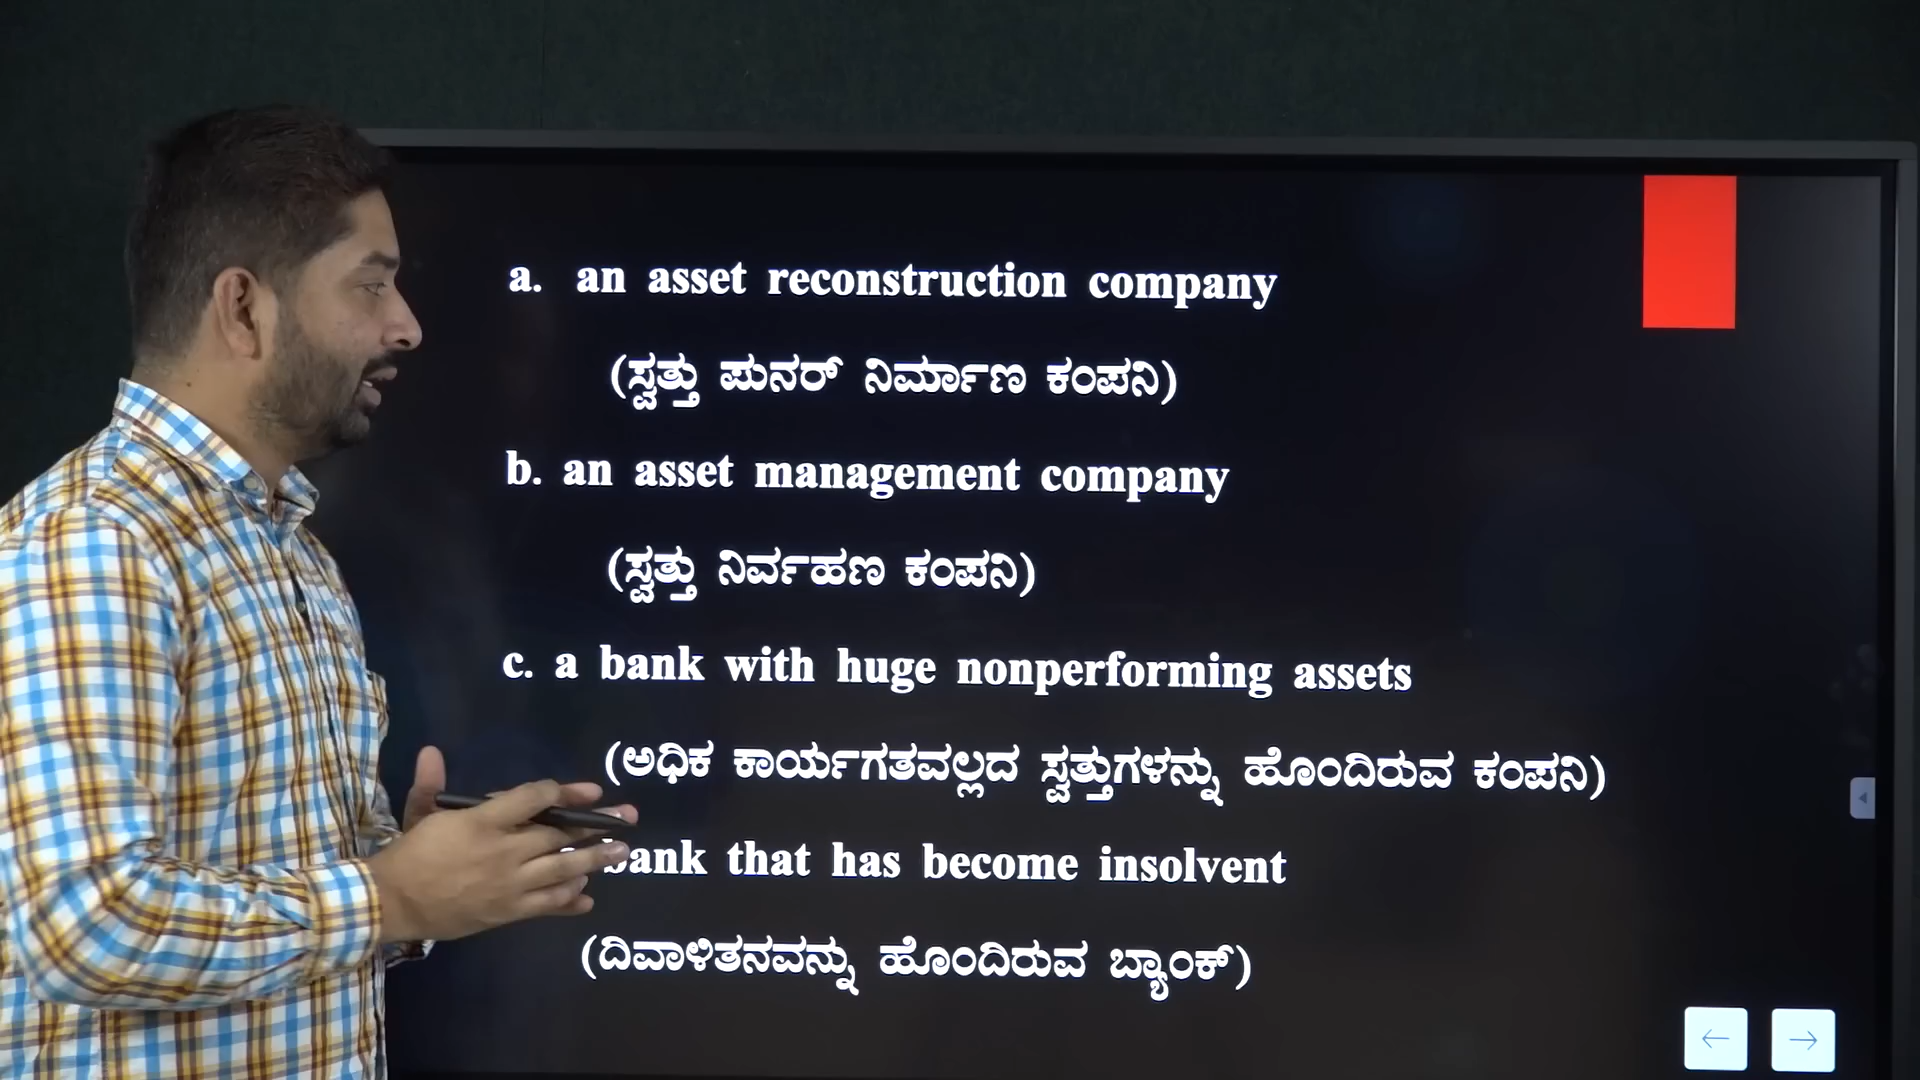 a. an asset reconstruction company
(ಸ್ವತ್ತು ಪುನರ್ ನಿರ್ಮಾಣ ಕಂಪನಿ)
b. an asset management company
(ಸ್ವತ್ತು ನಿರ್ವಹಣ ಕಂಪನಿ)
c. a bank with huge nonperforming assets
(ಅಧಿಕ ಕಾರ್ಯಗತವಲ್ಲದ ಸ್ವತ್ತುಗಳನ್ನು ಹೊಂದಿರುವ ಕಂಪನಿ)
bank that has become insolvent
(ದಿವಾಳಿತನವನ್ನು ಹೊಂದಿರುವ ಬ್ಯಾಂಕ್)